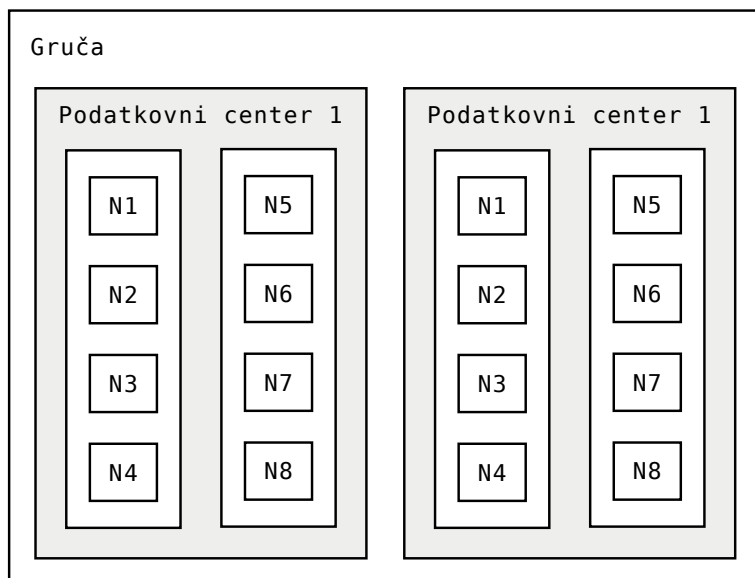 Gruča
Podatkovni center 1
N1
N2
N3
N4
N5
N6
N7
N8
Podatkovni center 1
N1
N2
N3
N4
N5
N6
N7
N8